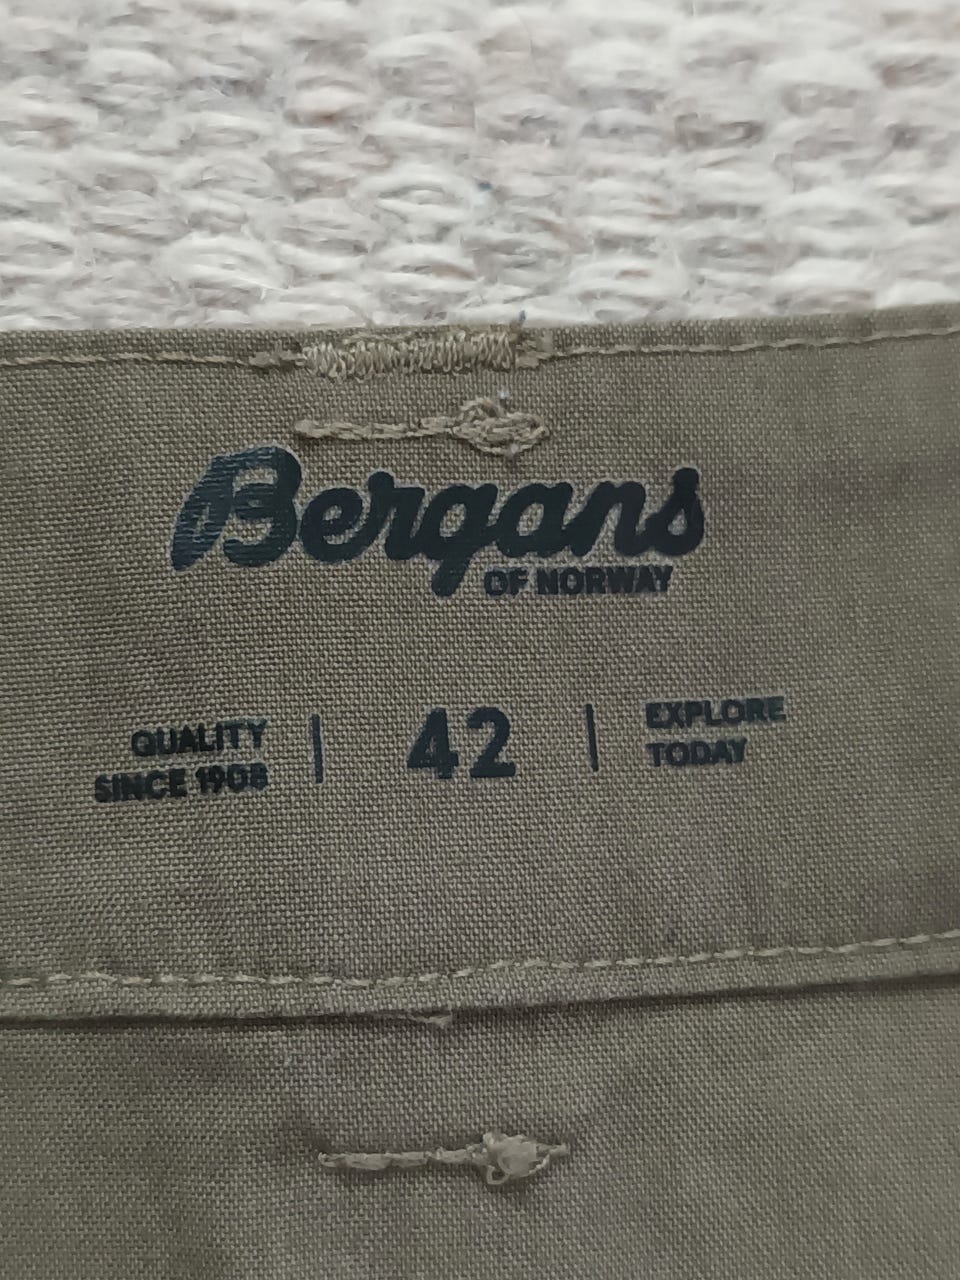 Bergans
OF NORWAY
QUALITY
SINCE 1908
42
EXPLORE
TODAY